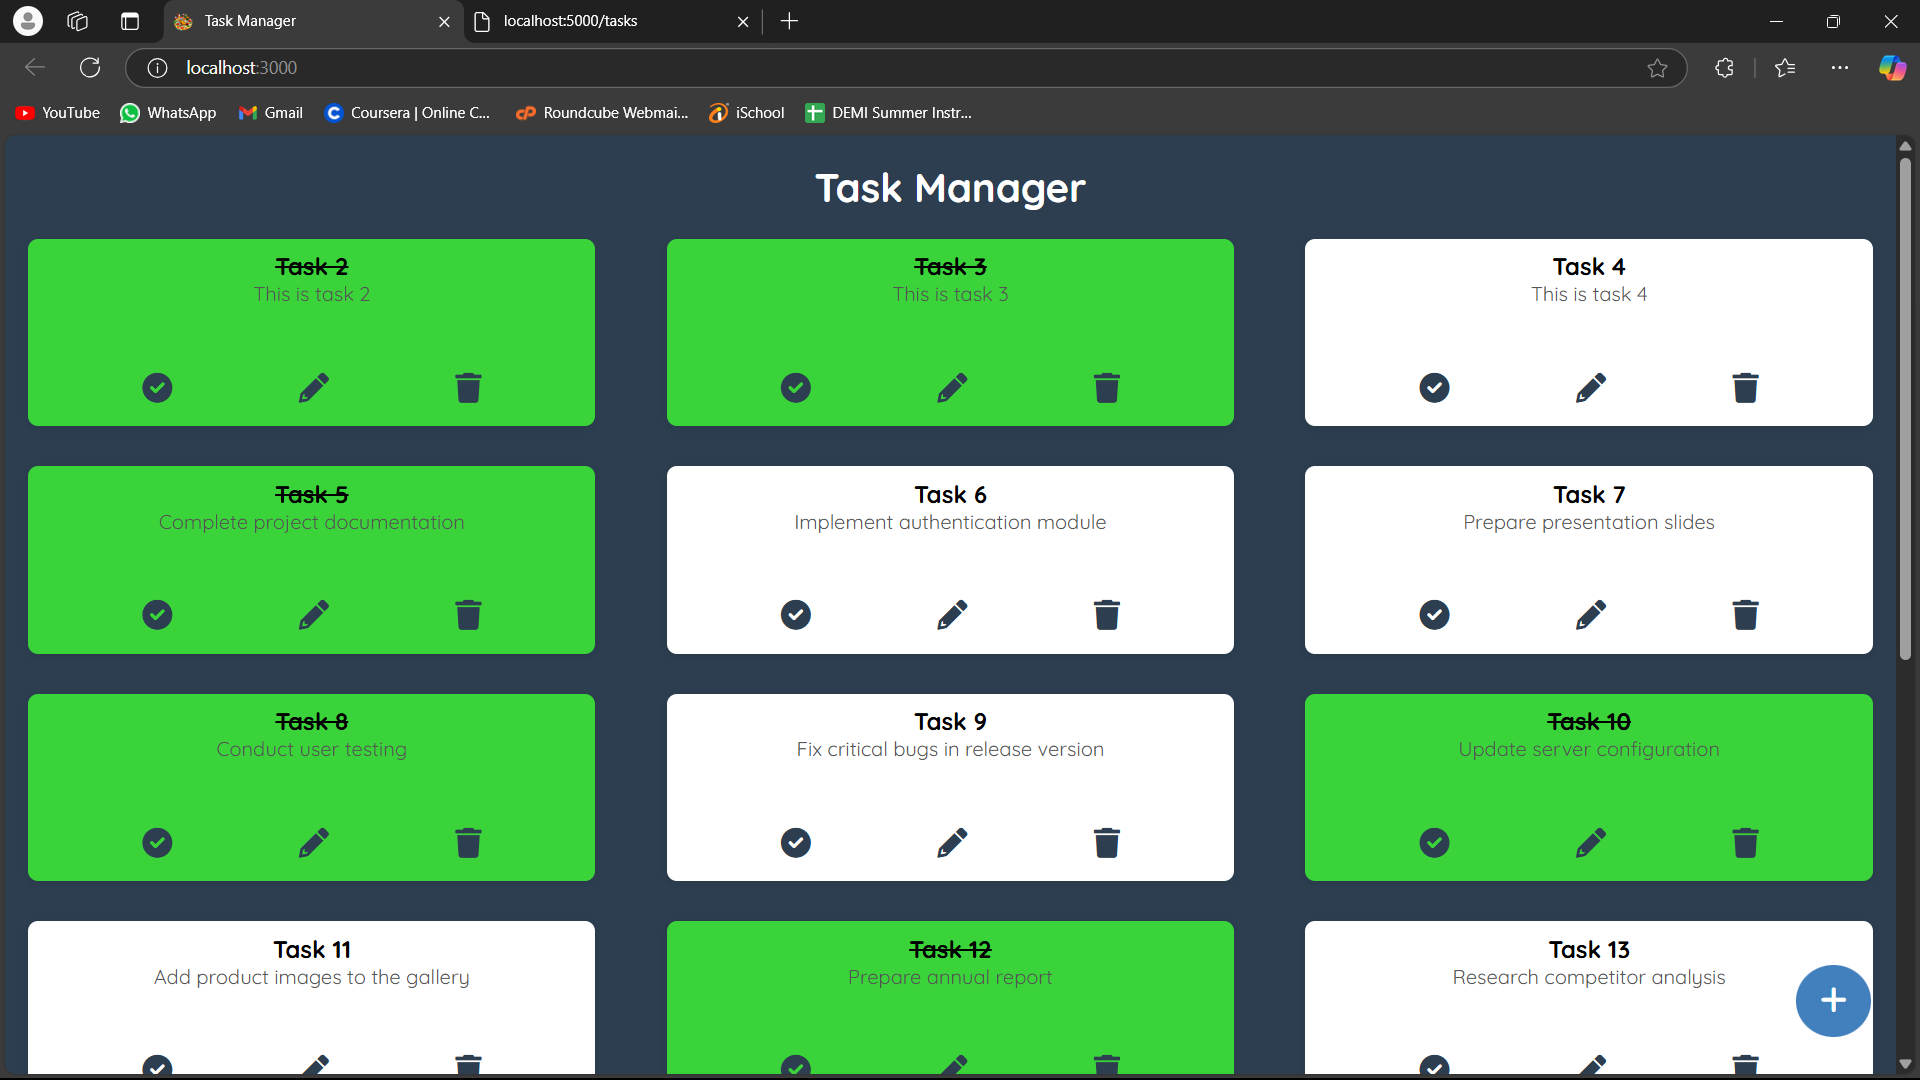 Task Manager
localhost:5000/tasks
localhost:3000
YouTube
WhatsApp
Gmail
Coursera | Online C...
Roundcube Webmai...
iSchool
DEMI Summer Instr...
Task Manager
Task 2
This is task 2
Task 3
This is task 3
Task 4
This is task 4
Task 5
Complete project documentation
Task 6
Implement authentication module
Task 7
Prepare presentation slides
Task 8
Conduct user testing
Task 9
Fix critical bugs in release version
Task 10
Update server configuration
Task 11
Add product images to the gallery
Task 12
Prepare annual report
Task 13
Research competitor analysis